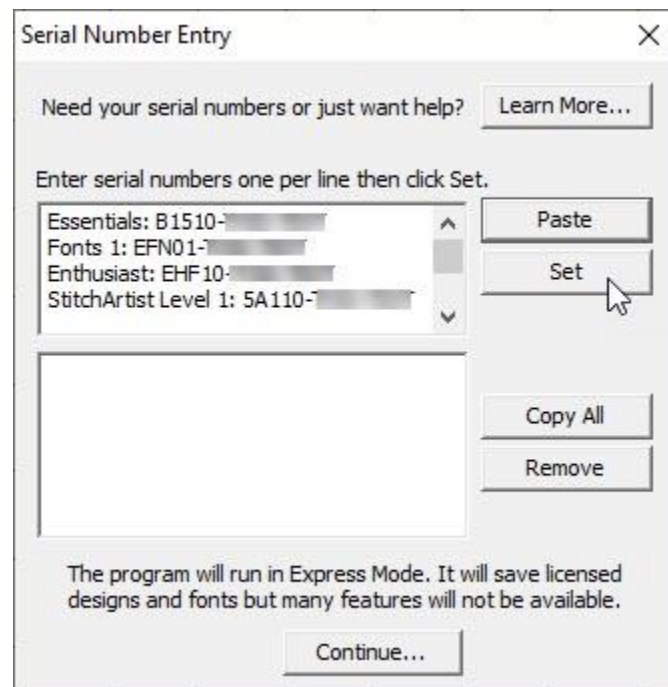 Serial Number Entry
Need your serial numbers or just want help?
Learn More...
Enter serial numbers one per line then click Set.
Essentials: B1510-
Fonts 1: EFN01-
Enthusiast: EHF10-
StitchArtist Level 1: 5A110-
Paste
Set
Copy All
Remove
The program will run in Express Mode. It will save licensed
designs and fonts but many features will not be available.
Continue...